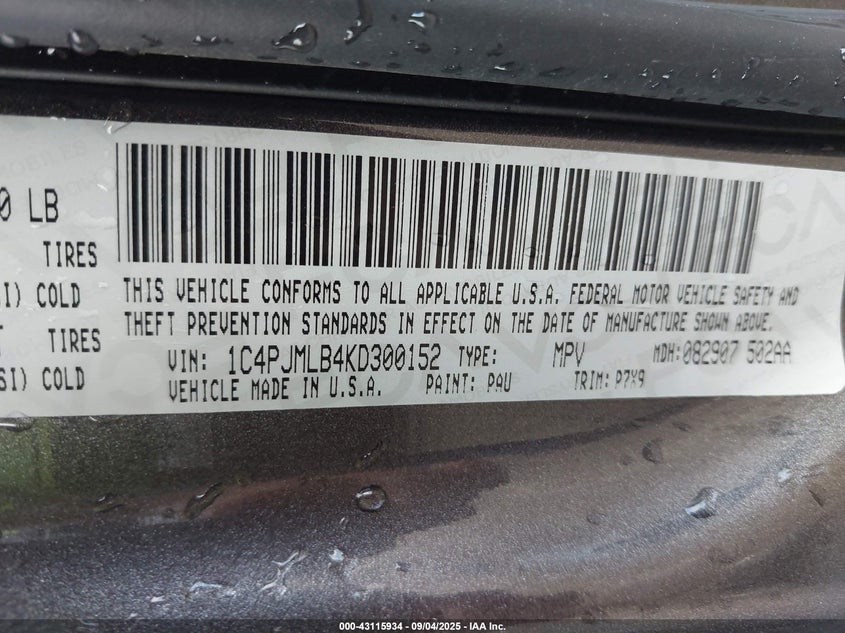 0 LB
TIRES
SI) COLD
TIRES
SI) COLD
THIS VEHICLE CONFORMS TO ALL APPLICABLE U.S.A. FEDERAL MOTOR VEHICLE SAFETY AND
THEFT PREVENTION STANDARDS IN EFFECT ON THE DATE OF MANUFACTURE SHOWN ABOVE.
VIN: 1C4PJMLB4KD300152 TYPE: MPV MDH:082907 502AA
VEHICLE MADE IN U.S.A. PAINT: PAU TRIM: P7X9
000-43115934 - 09/04/2025 - IAA Inc.